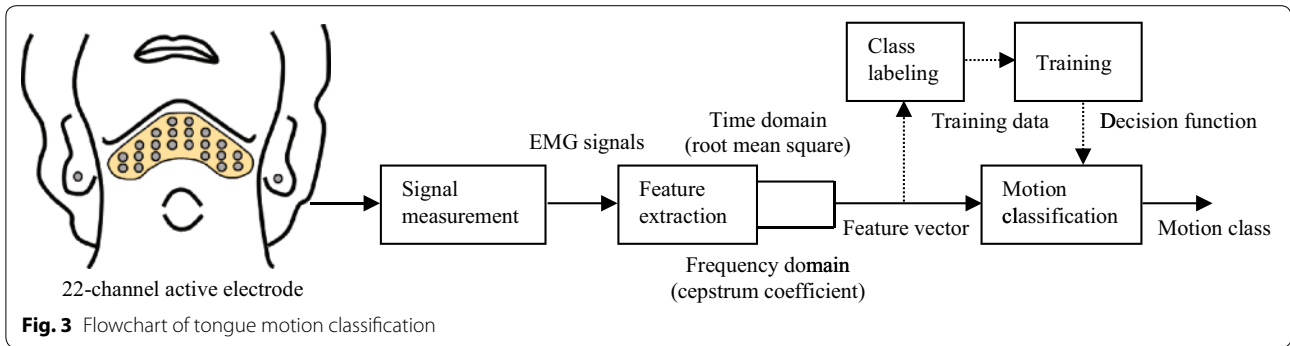 Class
labeling
Training
Time domain
(root mean square)
Training data
Decision function
EMG signals
Signal
measurement
Feature
extraction
Motion
classification
Feature vector
Motion class
Frequency domain
(cepstrum coefficient)
22-channel active electrode
Fig. 3 Flowchart of tongue motion classification